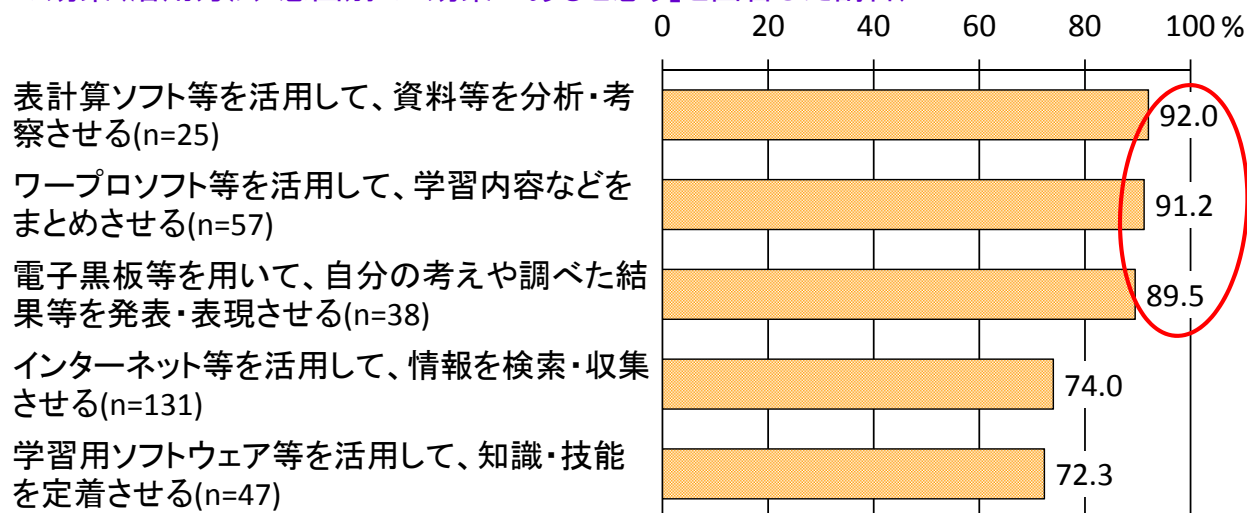 0 20 40 60 80 100 %
表計算ソフト等を活用して、資料等を分析・考
察させる(n=25)
92.0
ワープロソフト等を活用して、学習内容などを
まとめさせる(n=57)
91.2
電子黒板等を用いて、自分の考えや調べた結
果等を発表・表現させる(n=38)
89.5
インターネット等を活用して、情報を検索・収集
させる(n=131)
74.0
学習用ソフトウェア等を活用して、知識・技能
を定着させる(n=47)
72.3